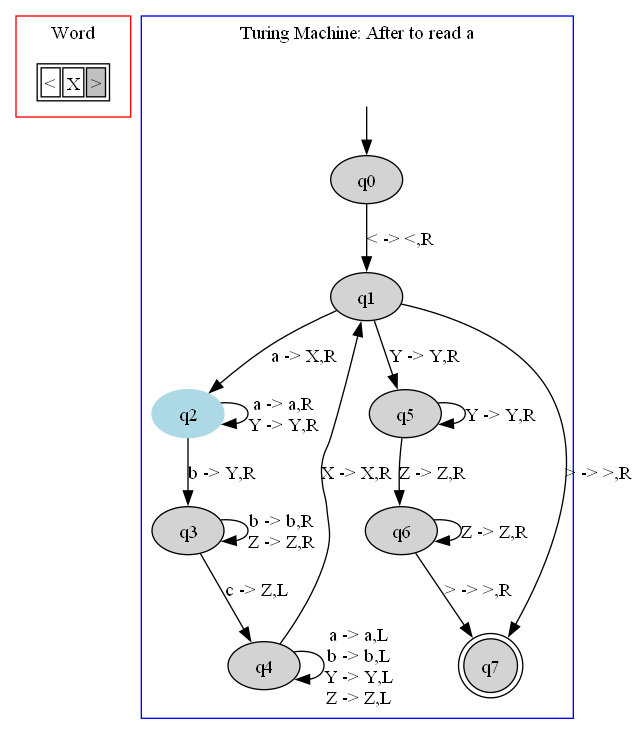 Word
< X >
Turing Machine: After to read a
q0
< -> <,R
q1
a -> X,R
Y -> Y,R
q2
a -> a,R
Y -> Y,R
q5
Y -> Y,R
b -> Y,R
X -> X,R
Z -> Z,R
> -> >,R
q3
b -> b,R
Z -> Z,R
q6
Z -> Z,R
c -> Z,L
> -> >,R
q4
a -> a,L
b -> b,L
Y -> Y,L
Z -> Z,L
q7